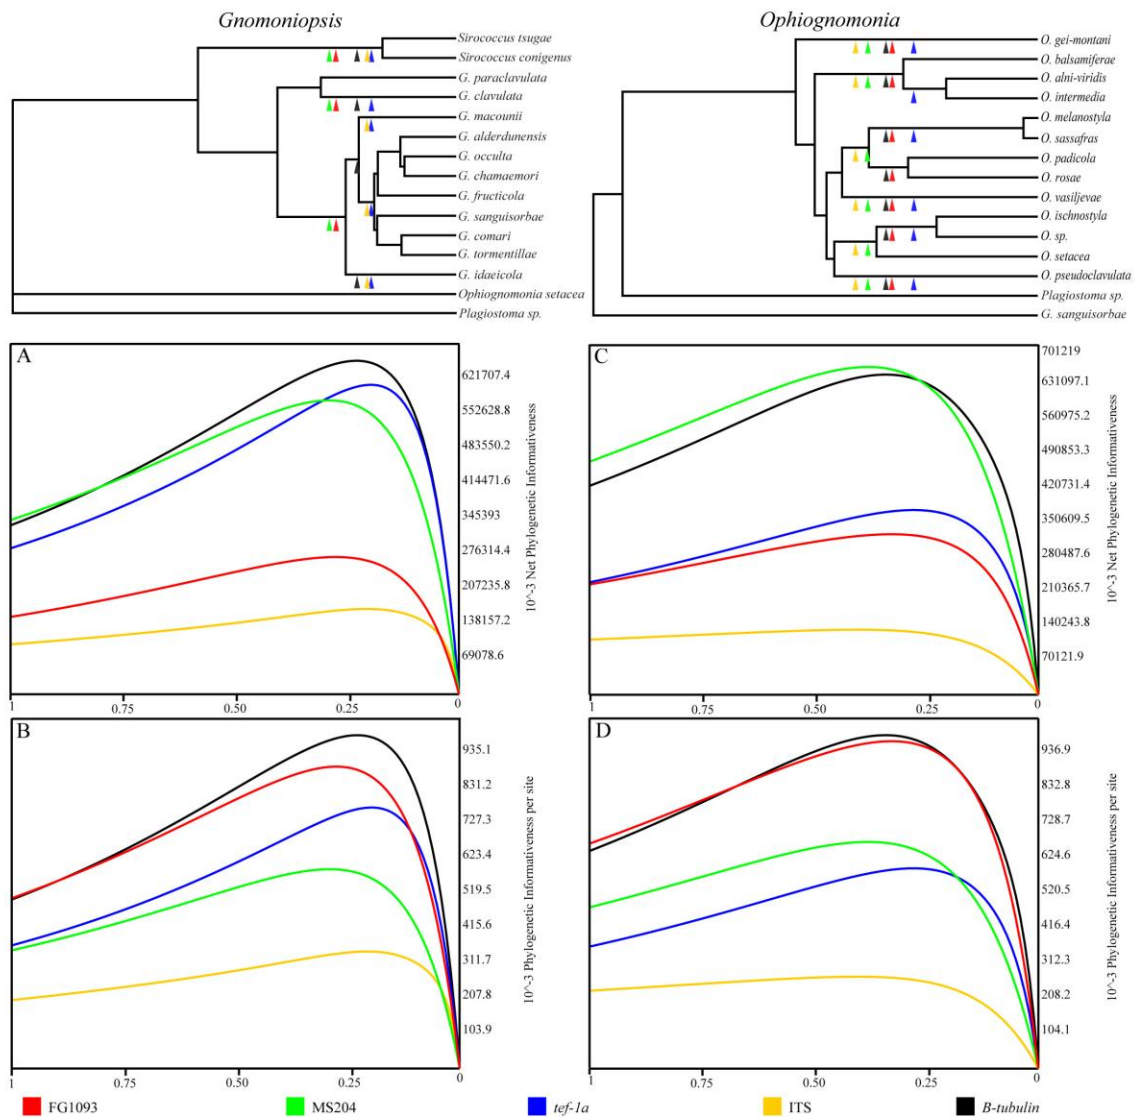 Gnomoniopsis
Sirococcus tsugae
Sirococcus conigenus
G. paraclavulata
G. clavulata
G. macounii
G. alderdunensis
G. occulta
G. chamaemori
G. fructicola
G. sanguisorbae
G. comari
G. tormentillae
G. idaeicola
Ophiognomonia setacea
Plagiostoma sp.
Ophiognomonia
O. gei-montani
O. balsamiferae
O. alni-viridis
O. intermedia
O. melanostyla
O. sassafras
O. padicola
O. rosae
O. vasiljevae
O. ischnostyla
O. sp.
O. setacea
O. pseudoclavulata
Plagiostoma sp.
G. sanguisorbae
A
621707.4
552628.8
483550.2
414471.6
345393
276314.4
207235.8
138157.2
69078.6
10^-3 Net Phylogenetic Informativeness
1 0.75 0.50 0.25 0
C
701219
631097.1
560975.2
490853.3
420731.4
350609.5
280487.6
210365.7
140243.8
70121.9
10^-3 Net Phylogenetic Informativeness
1 0.75 0.50 0.25 0
B
935.1
831.2
727.3
623.4
519.5
415.6
311.7
207.8
103.9
10^-3 Phylogenetic Informativeness per site
1 0.75 0.50 0.25 0
D
936.9
832.8
728.7
624.6
520.5
416.4
312.3
208.2
104.1
10^-3 Phylogenetic Informativeness per site
1 0.75 0.50 0.25 0
FG1093 MS204 tef-1a ITS B-tubulin